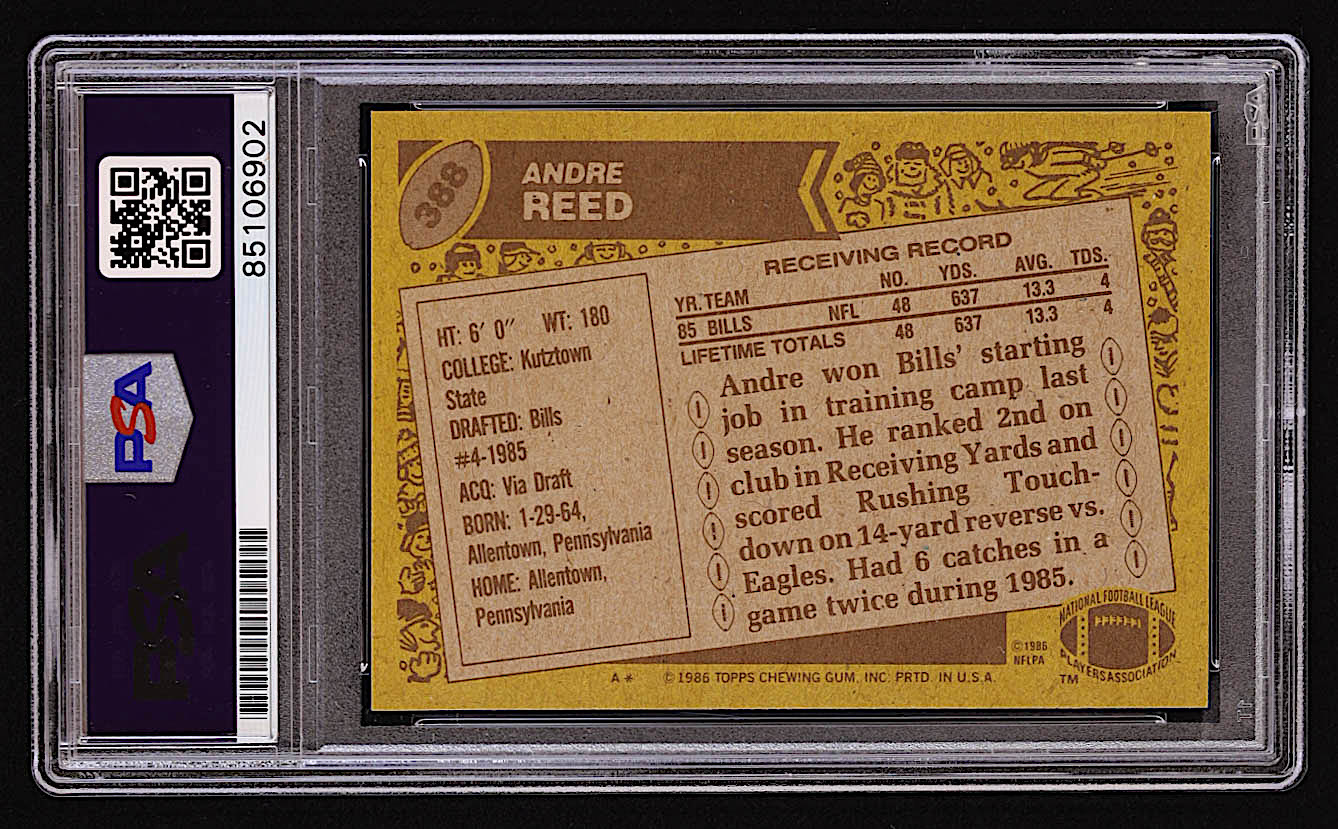 85106902
PSA
PSA
PSA
388
ANDRE
REED
HT: 6′ 0″ WT: 180
COLLEGE: Kutztown
State
DRAFTED: Bills
#4-1985
ACQ: Via Draft
BORN: 1-29-64,
Allentown, Pennsylvania
HOME: Allentown,
Pennsylvania
RECEIVING RECORD
YR. TEAM NO. YDS. AVG. TDS.
85 BILLS NFL 48 637 13.3 4
LIFETIME TOTALS 48 637 13.3 4
Andre won Bills' starting
job in training camp last
season. He ranked 2nd on
club in Receiving Yards and
scored Rushing Touch-
down on 14-yard reverse vs.
Eagles. Had 6 catches in a
game twice during 1985.
NATIONAL FOOTBALL LEAGUE
PLAYERS ASSOCIATION
TM
©1986
NFLPA
A* ©1986 TOPPS CHEWING GUM, INC. PRTD. IN U.S.A.